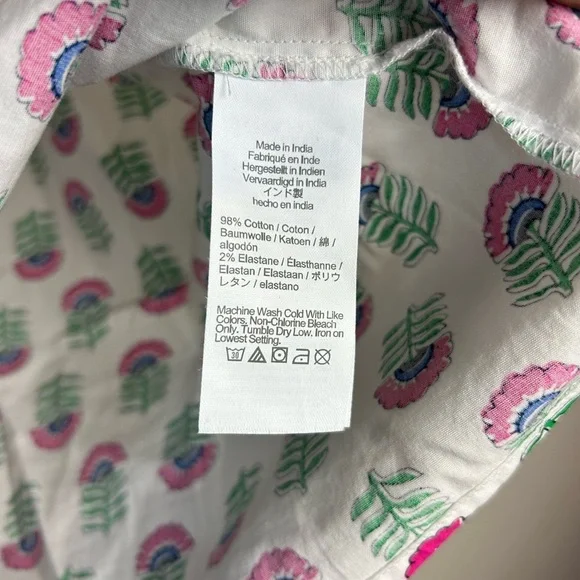 Made in India
Fabriqué en Inde
Hergestellt in Indien
Vervaardigd in India
インド製
hecho en india
98% Cotton / Coton /
Baumwolle / Katoen / 綿 /
algodón
2% Elastane / Élasthanne /
Elastan / Elastaan / ポリウ
レタン / elastano
Machine Wash Cold With Like
Colors. Non-Chlorine Bleach
Only. Tumble Dry Low. Iron on
Lowest Setting.
30